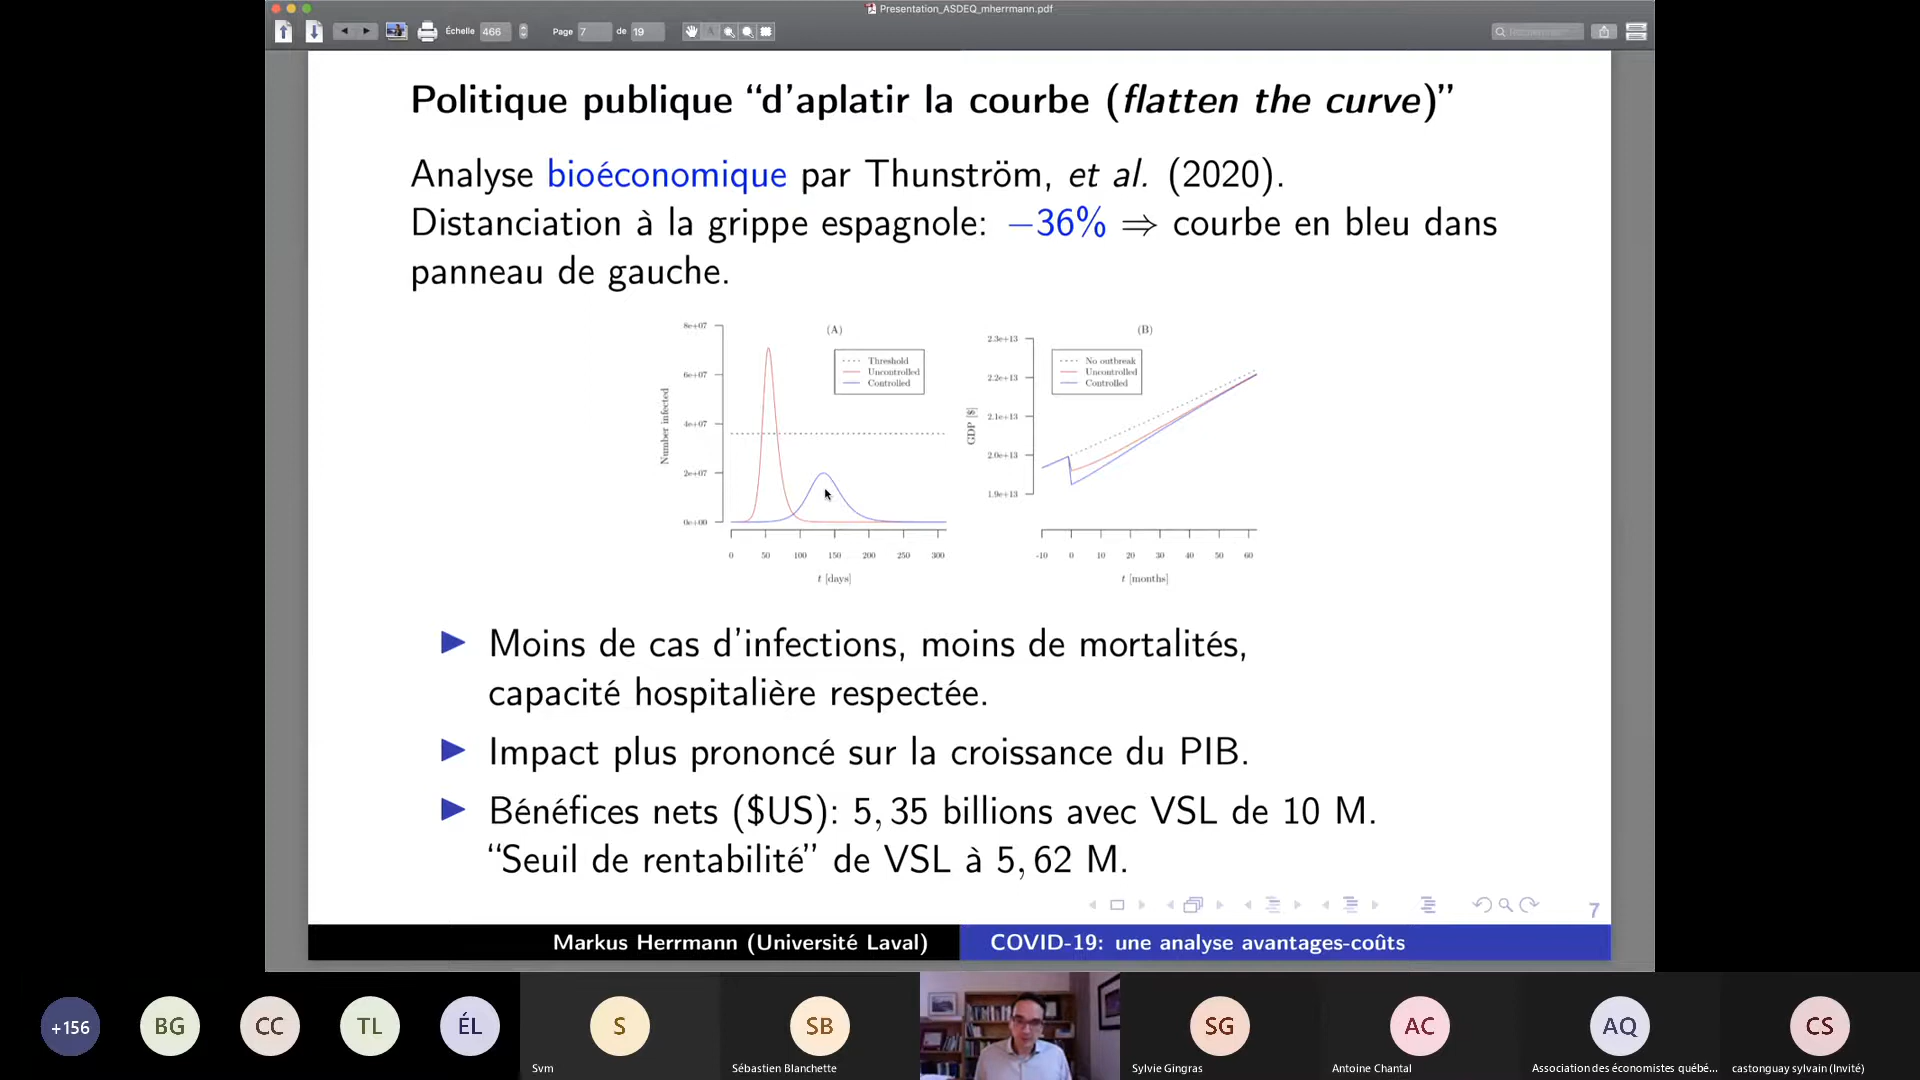 Presentation_ASDEQ_mherrmann.pdf
Échelle 466 Page 7 de 19
Politique publique “d’aplatir la courbe (flatten the curve)”
Analyse bioéconomique par Thunström, et al. (2020).
Distanciation à la grippe espagnole: −36% ⇒ courbe en bleu dans
panneau de gauche.
(A)
8e+07
6e+07
4e+07
2e+07
0e+00
Number infected
Threshold
Uncontrolled
Controlled
0 50 100 150 200 250 300
t [days]
(B)
2.3e+13
2.2e+13
2.1e+13
2.0e+13
1.9e+13
GDP [$]
No outbreak
Uncontrolled
Controlled
-10 0 10 20 30 40 50 60
t [months]
▶ Moins de cas d’infections, moins de mortalités,
capacité hospitalière respectée.
▶ Impact plus prononcé sur la croissance du PIB.
▶ Bénéfices nets ($US): 5,35 billions avec VSL de 10 M.
“Seuil de rentabilité” de VSL à 5,62 M.
7
Markus Herrmann (Université Laval) COVID-19: une analyse avantages-coûts
+156 BG CC TL ÉL S SB SG AC AQ CS
Svm Sébastien Blanchette Sylvie Gingras Antoine Chantal Association des économistes québé... castonguay sylvain (Invité)